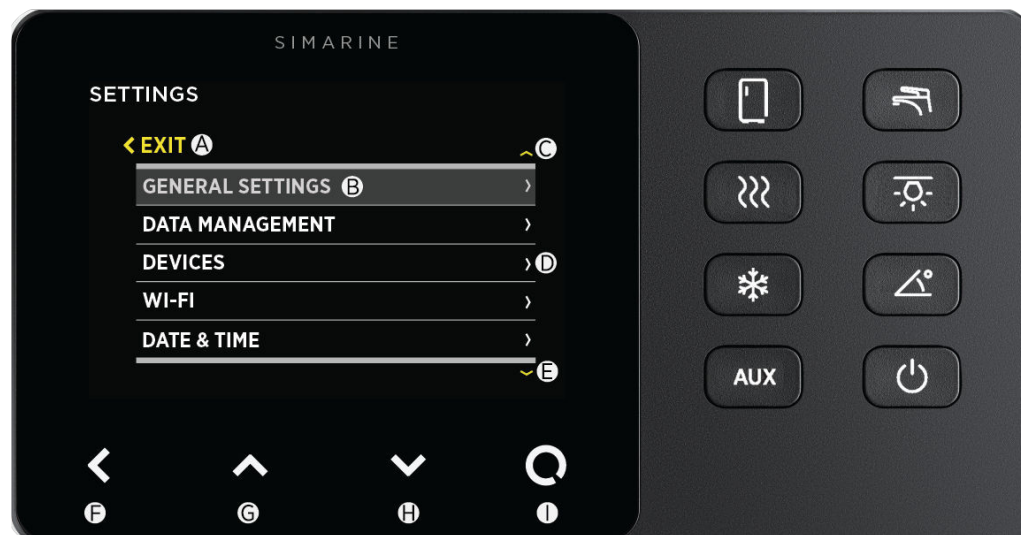 SIMARINE
SETTINGS
EXIT A
C
GENERAL SETTINGS B
DATA MANAGEMENT
DEVICES D
WI-FI
DATE & TIME
E
AUX
F G H I